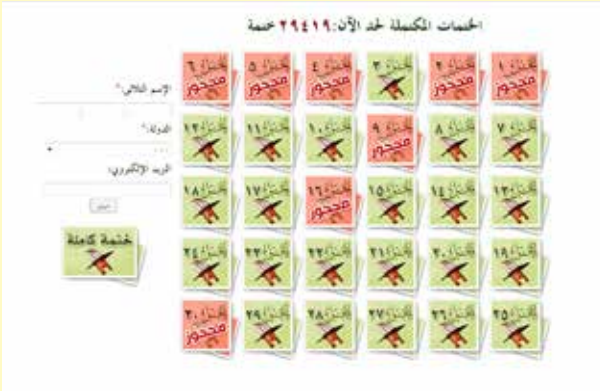 الختمات المكتملة لحد الآن: ٢٩٤١٩ ختمة
الجزء ١ محجوز
الجزء ٢ محجوز
الجزء ٣
الجزء ٤ محجوز
الجزء ٥ محجوز
الجزء ٦ محجوز
الجزء ٧
الجزء ٨
الجزء ٩ محجوز
الجزء ١٠
الجزء ١١
الجزء ١٢
الجزء ١٣
الجزء ١٤
الجزء ١٥
الجزء ١٦ محجوز
الجزء ١٧
الجزء ١٨
الجزء ١٩
الجزء ٢٠
الجزء ٢١
الجزء ٢٢
الجزء ٢٣
الجزء ٢٤
الجزء ٢٥
الجزء ٢٦
الجزء ٢٧
الجزء ٢٨
الجزء ٢٩
الجزء ٣٠ محجوز
الإسم الثلاثي:*
الدولة:*
البريد الإلكتروني:
ختمة كاملة